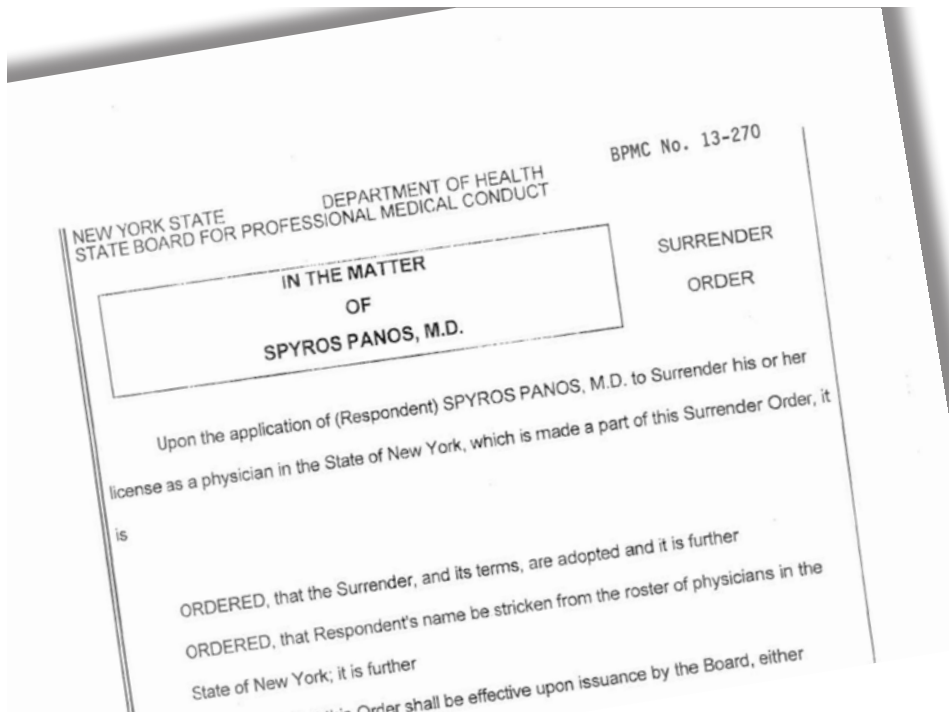 BPMC No. 13-270
NEW YORK STATE DEPARTMENT OF HEALTH
STATE BOARD FOR PROFESSIONAL MEDICAL CONDUCT
IN THE MATTER
OF
SPYROS PANOS, M.D.
SURRENDER
ORDER
Upon the application of (Respondent) SPYROS PANOS, M.D. to Surrender his or her
license as a physician in the State of New York, which is made a part of this Surrender Order, it
is
ORDERED, that the Surrender, and its terms, are adopted and it is further
ORDERED, that Respondent's name be stricken from the roster of physicians in the
State of New York; it is further
Order shall be effective upon issuance by the Board, either